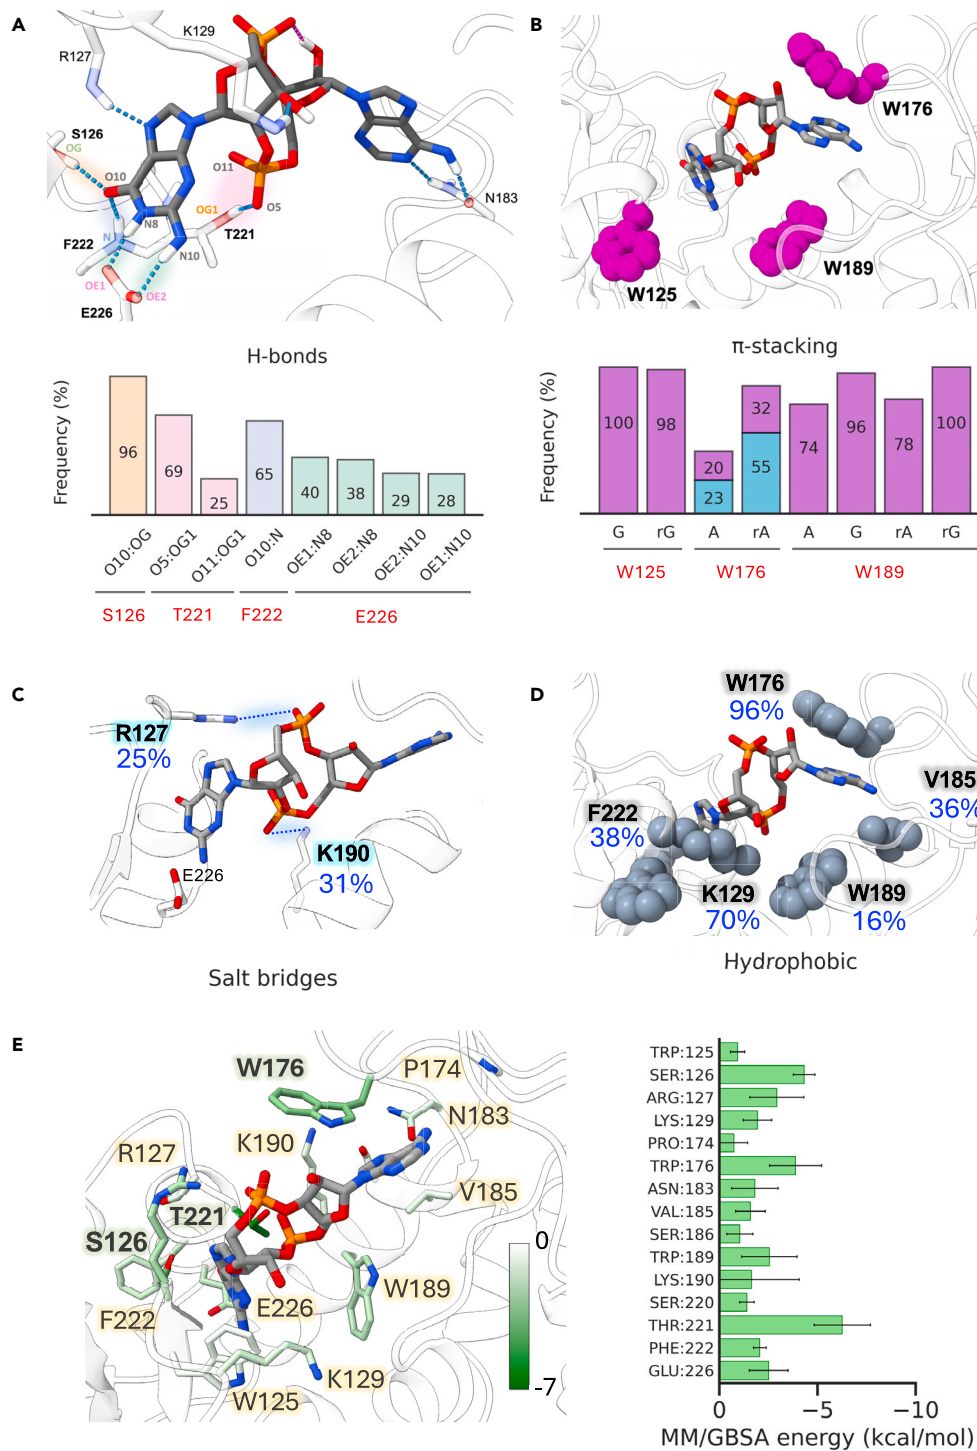 A
K129
R127
S126
OG
O10
O11
O5
OG1
N183
N8
N
T221
F222
N10
OE1
OE2
E226
B
W176
W189
W125
H-bonds
Frequency (%)
96
69
25
65
40
38
29
28
O10:OG
O5:OG1
O11:OG1
O10:N
OE1:N8
OE2:N8
OE2:N10
OE1:N10
S126
T221
F222
E226
π-stacking
Frequency (%)
100
98
20
23
32
55
74
96
78
100
G rG A rA A G rA rG
W125 W176 W189
C
R127
25%
K190
31%
E226
Salt bridges
D
W176
96%
V185
36%
F222
38%
K129
70%
W189
16%
Hydrophobic
E
W176
P174
N183
K190
R127
V185
T221
S126
W189
E226
F222
K129
W125
0
-7
TRP:125
SER:126
ARG:127
LYS:129
PRO:174
TRP:176
ASN:183
VAL:185
SER:186
TRP:189
LYS:190
SER:220
THR:221
PHE:222
GLU:226
0 −5 −10
MM/GBSA energy (kcal/mol)